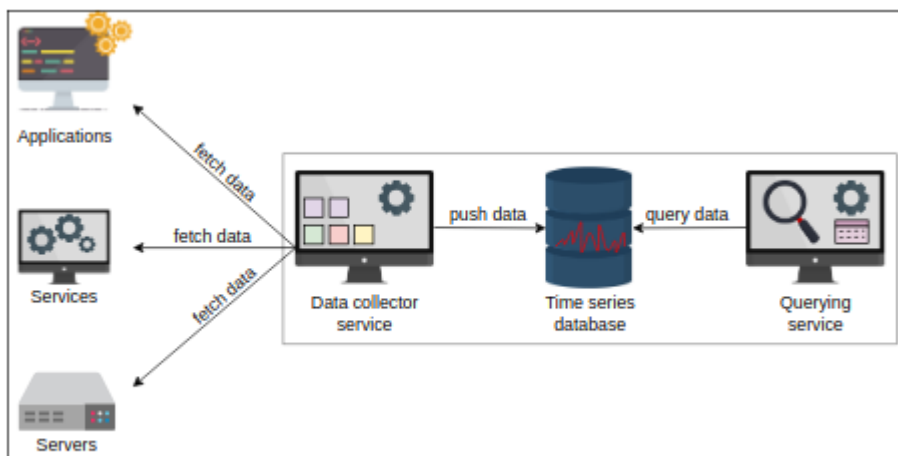 Applications
fetch data
Services
fetch data
fetch data
Servers
Data collector
service
push data
Time series
database
query data
Querying
service